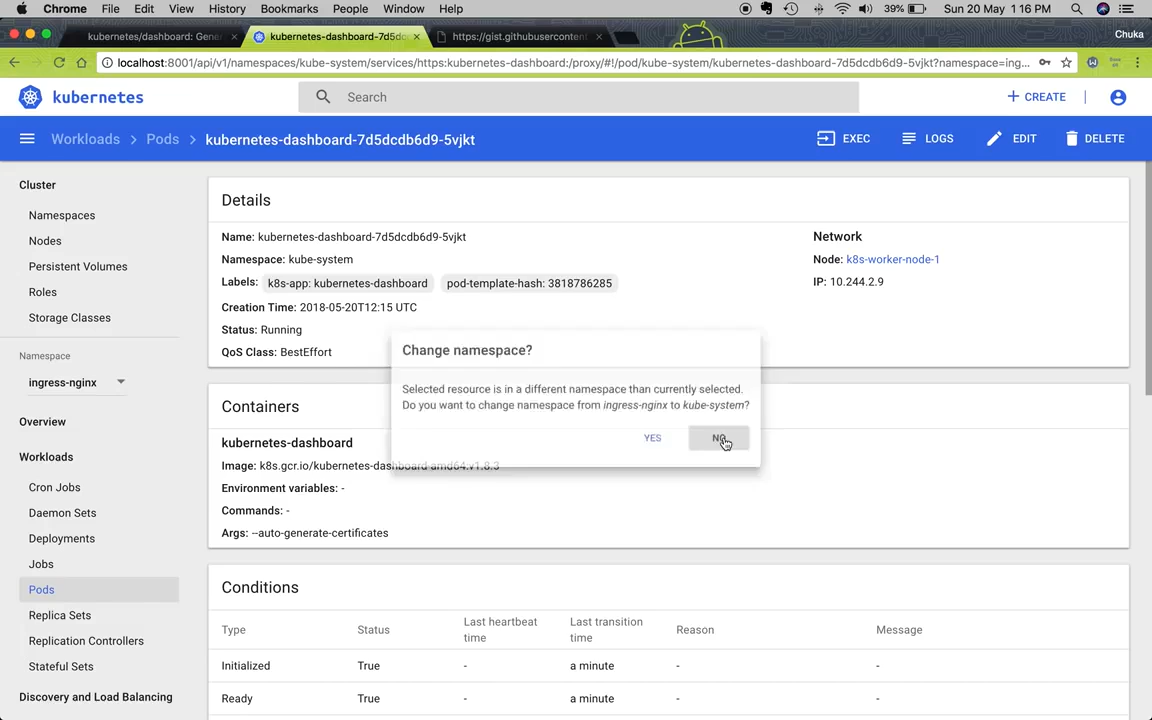 Chrome File Edit View History Bookmarks People Window Help 39% Sun 20 May 1:16 PM
kubernetes/dashboard: Gene × kubernetes-dashboard-7d5dc × https://gist.githubusercontent × Chuka
localhost:8001/api/v1/namespaces/kube-system/services/https:kubernetes-dashboard:/proxy/#!/pod/kube-system/kubernetes-dashboard-7d5dcdb6d9-5vjkt?namespace=ing...
kubernetes Search + CREATE
Workloads > Pods > kubernetes-dashboard-7d5dcdb6d9-5vjkt EXEC LOGS EDIT DELETE
Cluster
Namespaces
Nodes
Persistent Volumes
Roles
Storage Classes
Namespace
ingress-nginx
Overview
Workloads
Cron Jobs
Daemon Sets
Deployments
Jobs
Pods
Replica Sets
Replication Controllers
Stateful Sets
Discovery and Load Balancing
Details
Name: kubernetes-dashboard-7d5dcdb6d9-5vjkt
Namespace: kube-system
Labels: k8s-app: kubernetes-dashboard pod-template-hash: 3818786285
Creation Time: 2018-05-20T12:15 UTC
Status: Running
QoS Class: BestEffort
Network
Node: k8s-worker-node-1
IP: 10.244.2.9
Change namespace?
Selected resource is in a different namespace than currently selected.
Do you want to change namespace from ingress-nginx to kube-system?
YES NO
Containers
kubernetes-dashboard
Image: k8s.gcr.io/kubernetes-dashboard-amd64:v1.8.3
Environment variables: -
Commands: -
Args: --auto-generate-certificates
Conditions
Type Status Last heartbeat time Last transition time Reason Message
Initialized True - a minute - -
Ready True - a minute - -